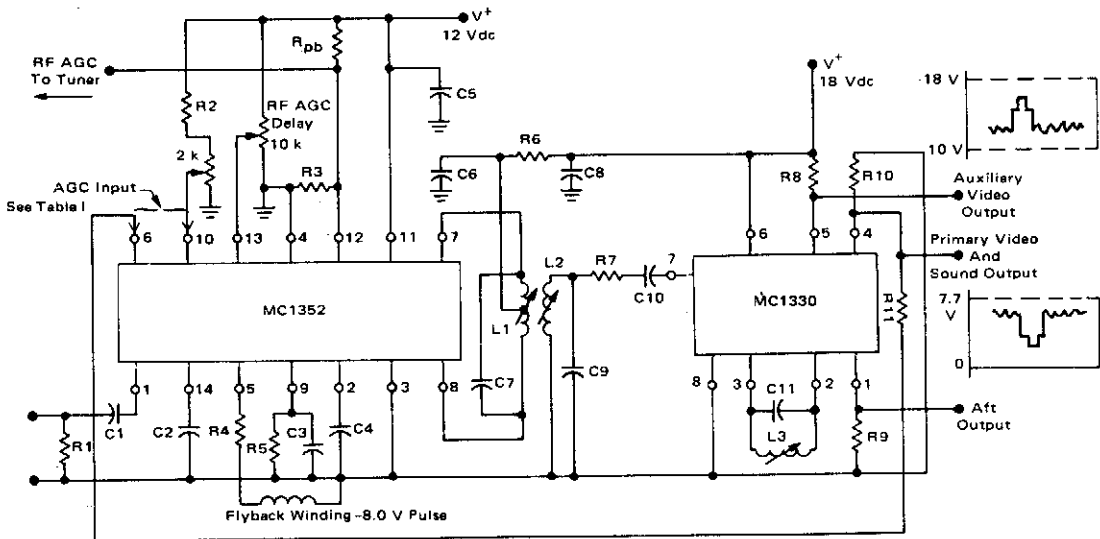 V+
12 Vdc
RF AGC
To Tuner
Rpb
R2
RF AGC
Delay
10 k
C5
2 k
R3
AGC Input
See Table I
V+
18 Vdc
R6
C6
C8
R8
R10
18 V
10 V
Auxiliary
Video
Output
Primary Video
And
Sound Output
R11
7.7
V
0
6
10
13
4
12
11
7
MC1352
1
14
5
9
2
3
8
L1
L2
C7
C9
R7
C10
7
6
5
4
MC1330
8
3
2
1
C11
L3
R9
Aft
Output
R1
C1
C2
R4
R5
C3
C4
Flyback Winding -8.0 V Pulse